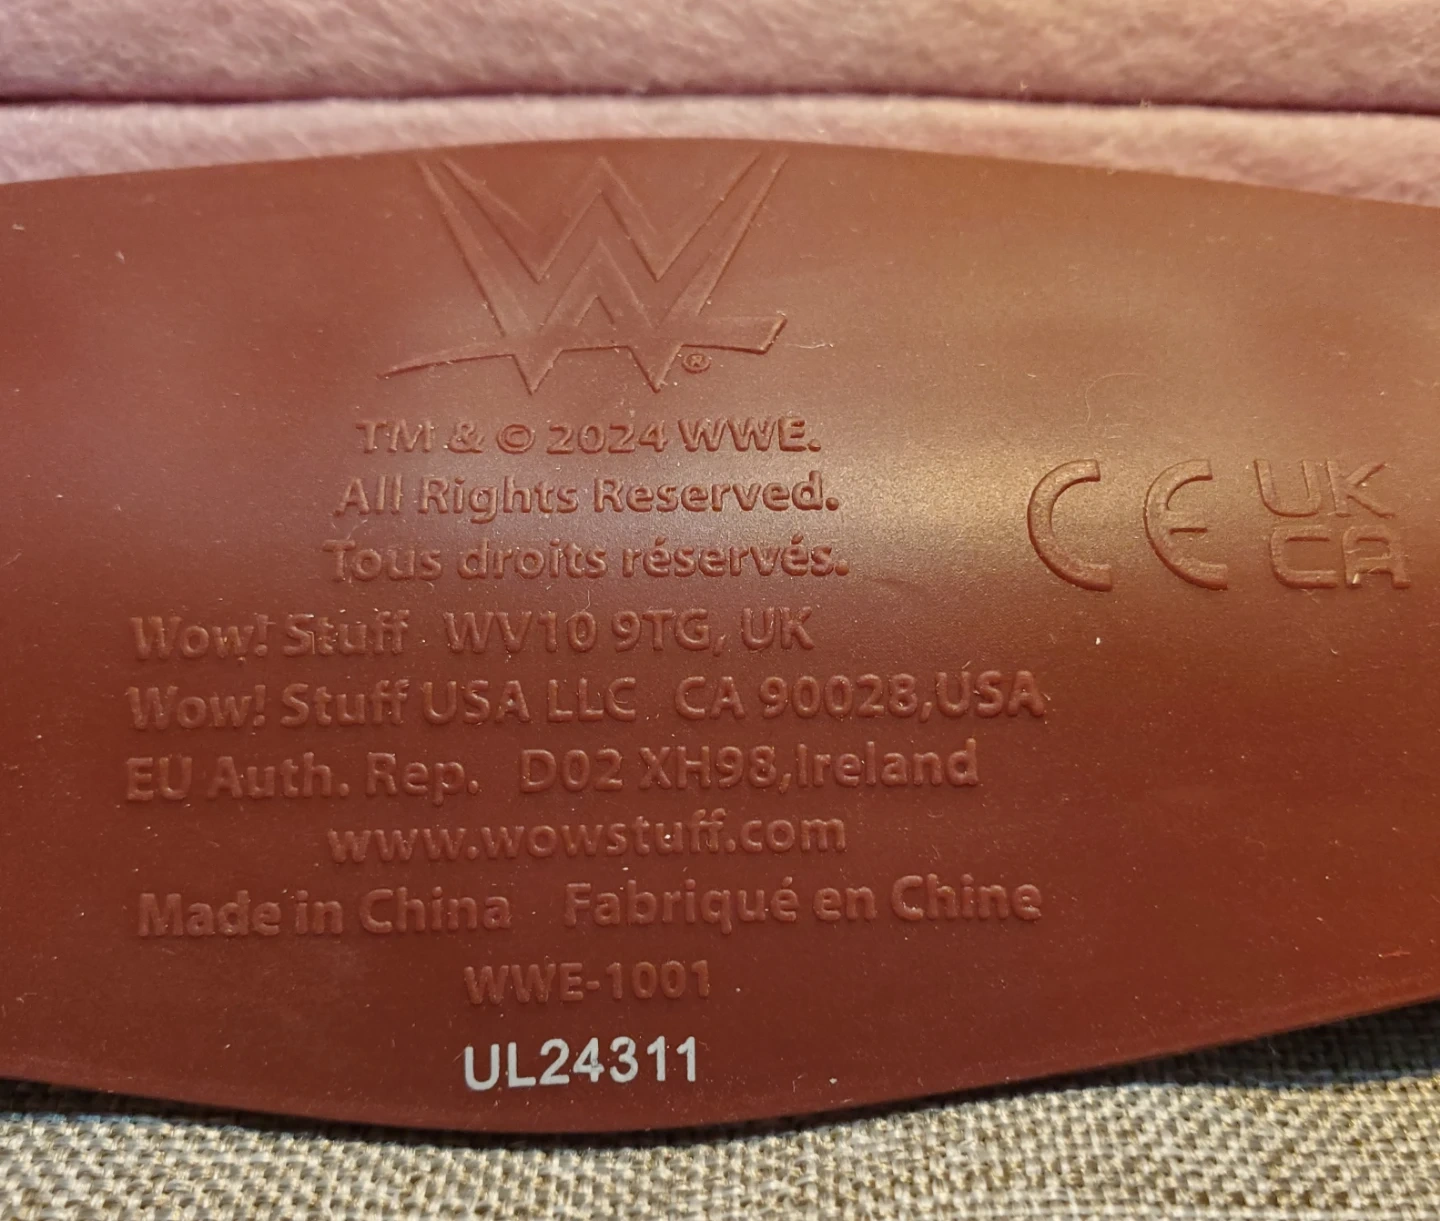 W
®
TM & © 2024 WWE.
All Rights Reserved.
Tous droits réservés.
CE UK
CA
Wow! Stuff WV10 9TG, UK
Wow! Stuff USA LLC CA 90028,USA
EU Auth. Rep. D02 XH98,Ireland
www.wowstuff.com
Made in China Fabriqué en Chine
WWE-1001
UL24311